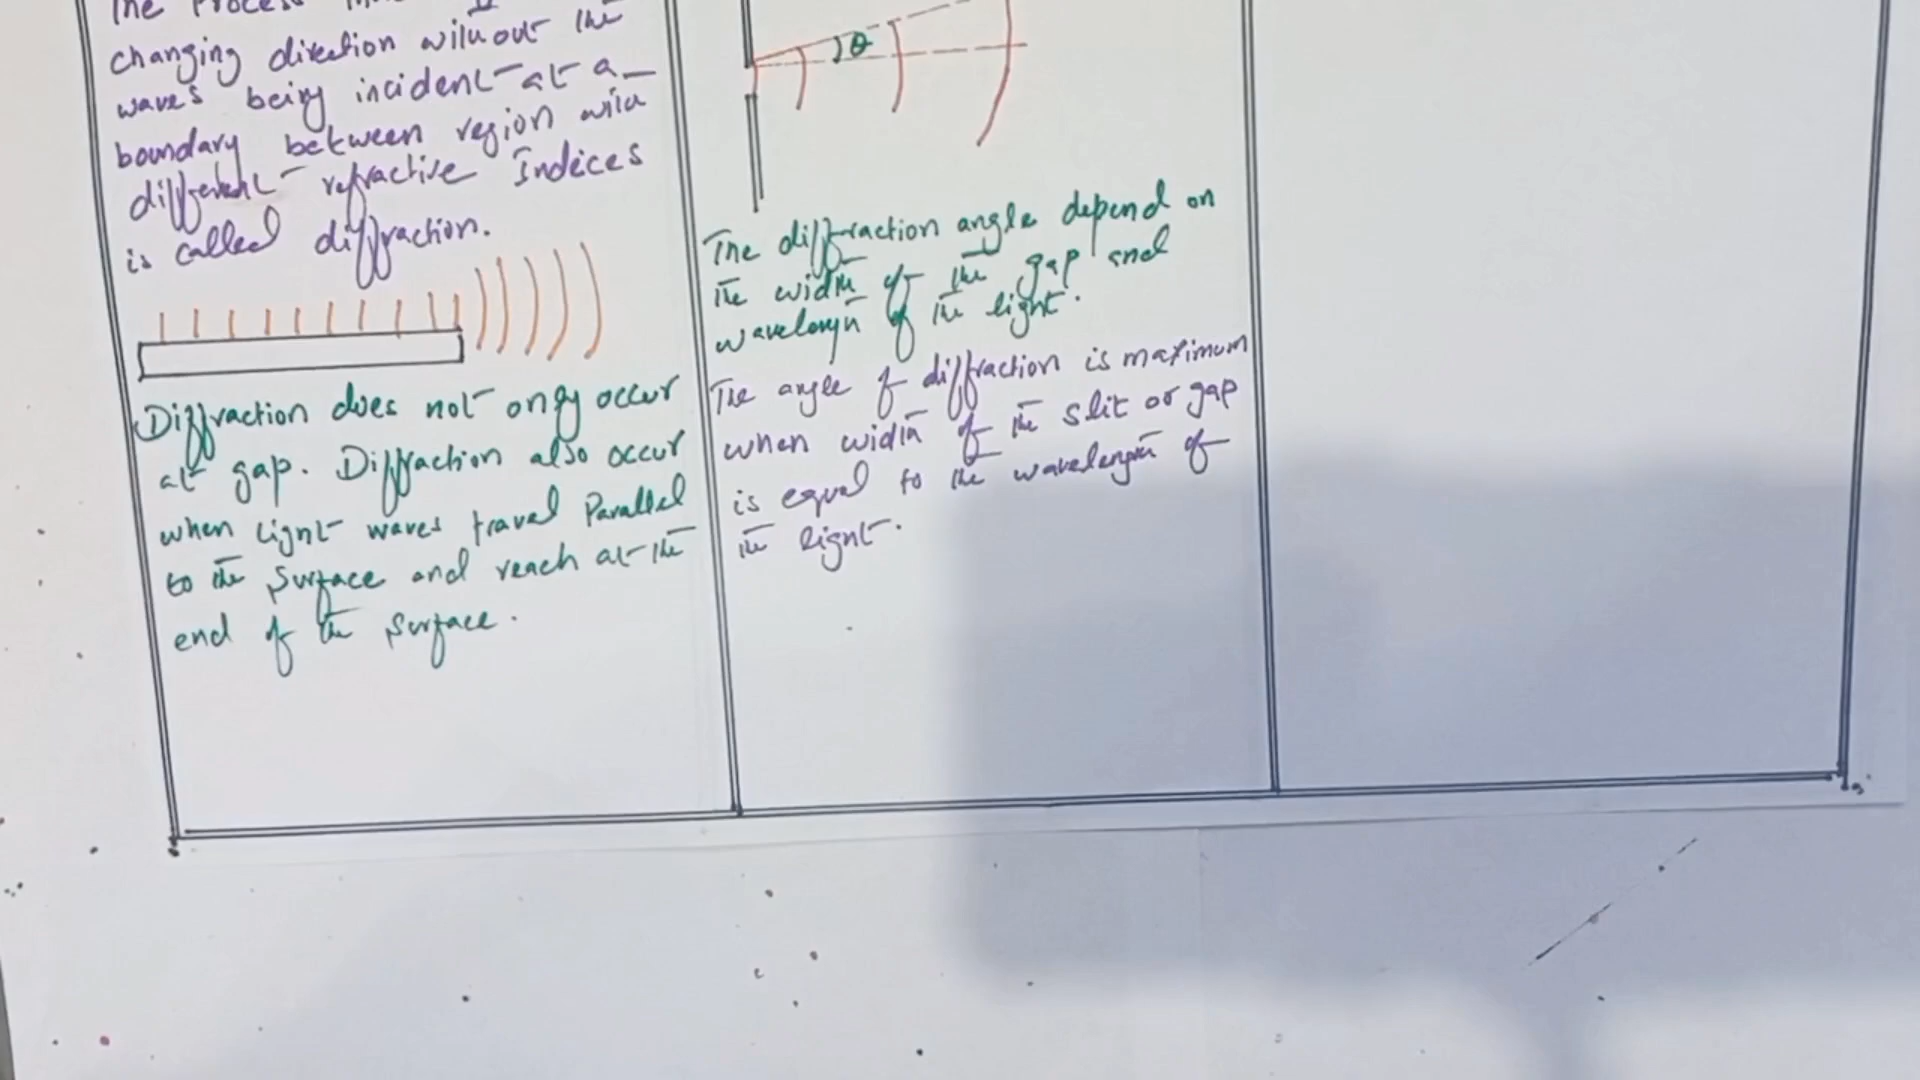 The Process
changing direction without the
waves being incident at a
boundary between region with
different refractive Indices
is called diffraction.
Diffraction does not only occur
at gap. Diffraction also occur
when light waves travel Parallel
to the Surface and reach at the
end of the Surface.
θ
The diffraction angle depend on
the width of the gap and
wavelength of the light.
The angle of diffraction is maximum
when width of the slit or gap
is equal to the wavelength of
the light.